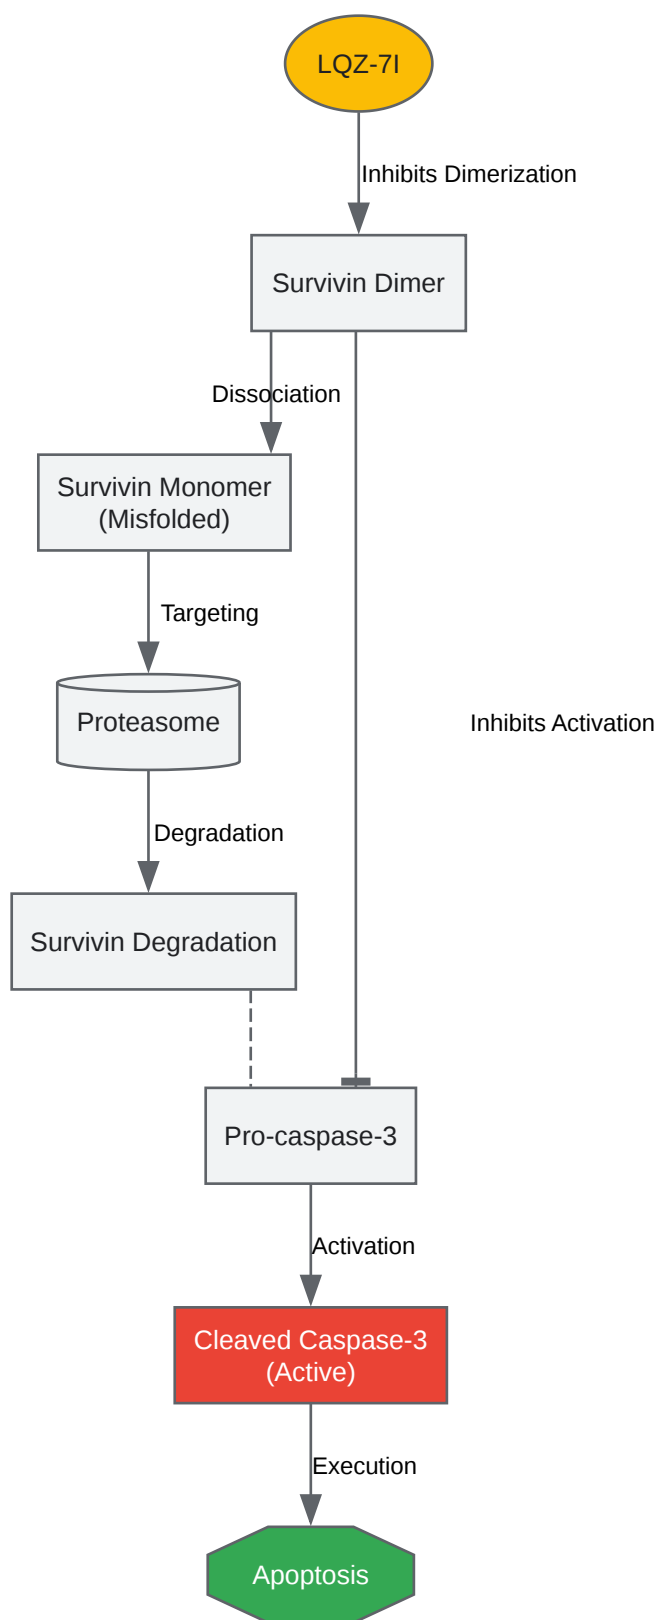 LQZ-7I
Inhibits Dimerization
Survivin Dimer
Dissociation
Survivin Monomer
(Misfolded)
Targeting
Proteasome
Inhibits Activation
Degradation
Survivin Degradation
Pro-caspase-3
Activation
Cleaved Caspase-3
(Active)
Execution
Apoptosis